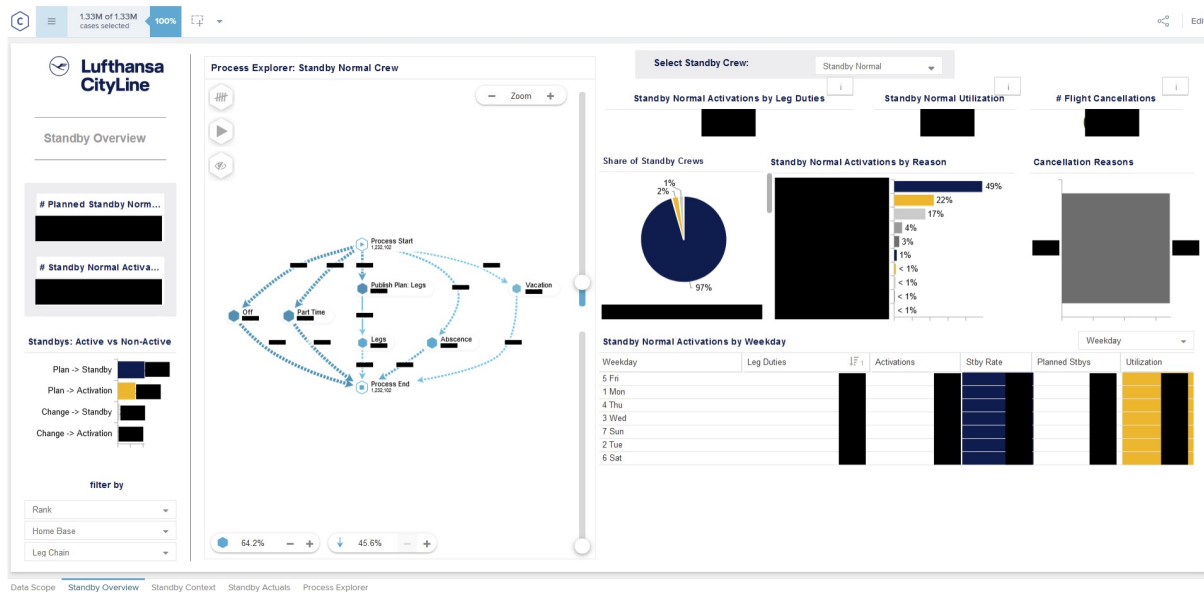 C
1.33M of 1.33M
cases selected
100%
Edi
Lufthansa
CityLine
Standby Overview
# Planned Standby Norm...
# Standby Normal Activa...
Standbys: Active vs Non-Active
Plan -> Standby
Plan -> Activation
Change -> Standby
Change -> Activation
filter by
Rank
Home Base
Leg Chain
Process Explorer: Standby Normal Crew
− Zoom +
Process Start
1,232,102
Publish Plan: Legs
Vacation
Off
Part Time
Legs
Abscence
Process End
1,232,102
64.2% − +
45.6% − +
Select Standby Crew:
Standby Normal
Standby Normal Activations by Leg Duties
i
Standby Normal Utilization
i
# Flight Cancellations
i
Share of Standby Crews
1%
2%
97%
Standby Normal Activations by Reason
49%
22%
17%
4%
3%
1%
< 1%
< 1%
< 1%
< 1%
Cancellation Reasons
Standby Normal Activations by Weekday
Weekday
Weekday Leg Duties 1 Activations Stby Rate Planned Stbys Utilization
5 Fri
1 Mon
4 Thu
3 Wed
7 Sun
2 Tue
6 Sat
Data Scope Standby Overview Standby Context Standby Actuals Process Explorer